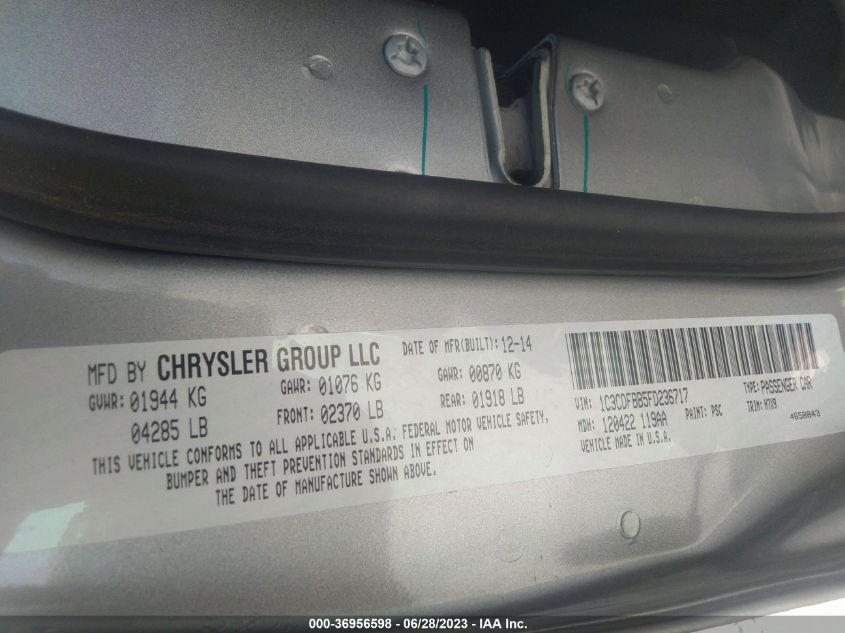 MFD BY CHRYSLER GROUP LLC DATE OF MFR(BUILT): 12-14
GVWR: 01944 KG GAWR: 01076 KG GAWR: 00870 KG
04285 LB FRONT: 02370 LB REAR: 01918 LB
THIS VEHICLE CONFORMS TO ALL APPLICABLE U.S.A. FEDERAL MOTOR VEHICLE SAFETY,
BUMPER AND THEFT PREVENTION STANDARDS IN EFFECT ON
THE DATE OF MANUFACTURE SHOWN ABOVE.
VIN: 1C3CDFBB5FD236717 TYPE: PASSENGER CAR
MDH: 120422 119AA PAINT: PSC TRIM: H7X9
VEHICLE MADE IN U.S.A. 4658843
000-36956598 - 06/28/2023 - IAA Inc.